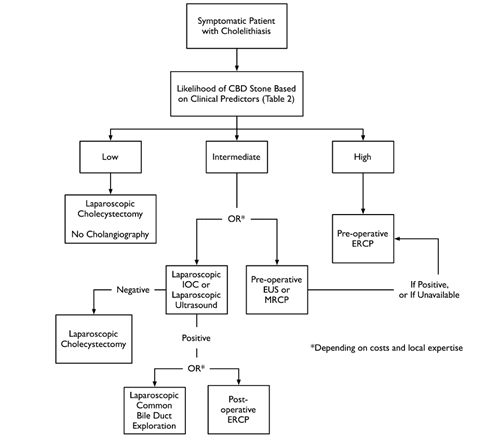 Symptomatic Patient
with Cholelithiasis
Likelihood of CBD Stone Based
on Clinical Predictors (Table 2)
Low
Intermediate
High
Laparoscopic
Cholecystectomy
No Cholangiography
OR*
Pre-operative
ERCP
Laparoscopic
IOC or
Laparoscopic
Ultrasound
Pre-operative
EUS or
MRCP
If Positive,
or If Unavailable
Negative
Laparoscopic
Cholecystectomy
Positive
*Depending on costs and local expertise
OR*
Laparoscopic
Common
Bile Duct
Exploration
Post-
operative
ERCP